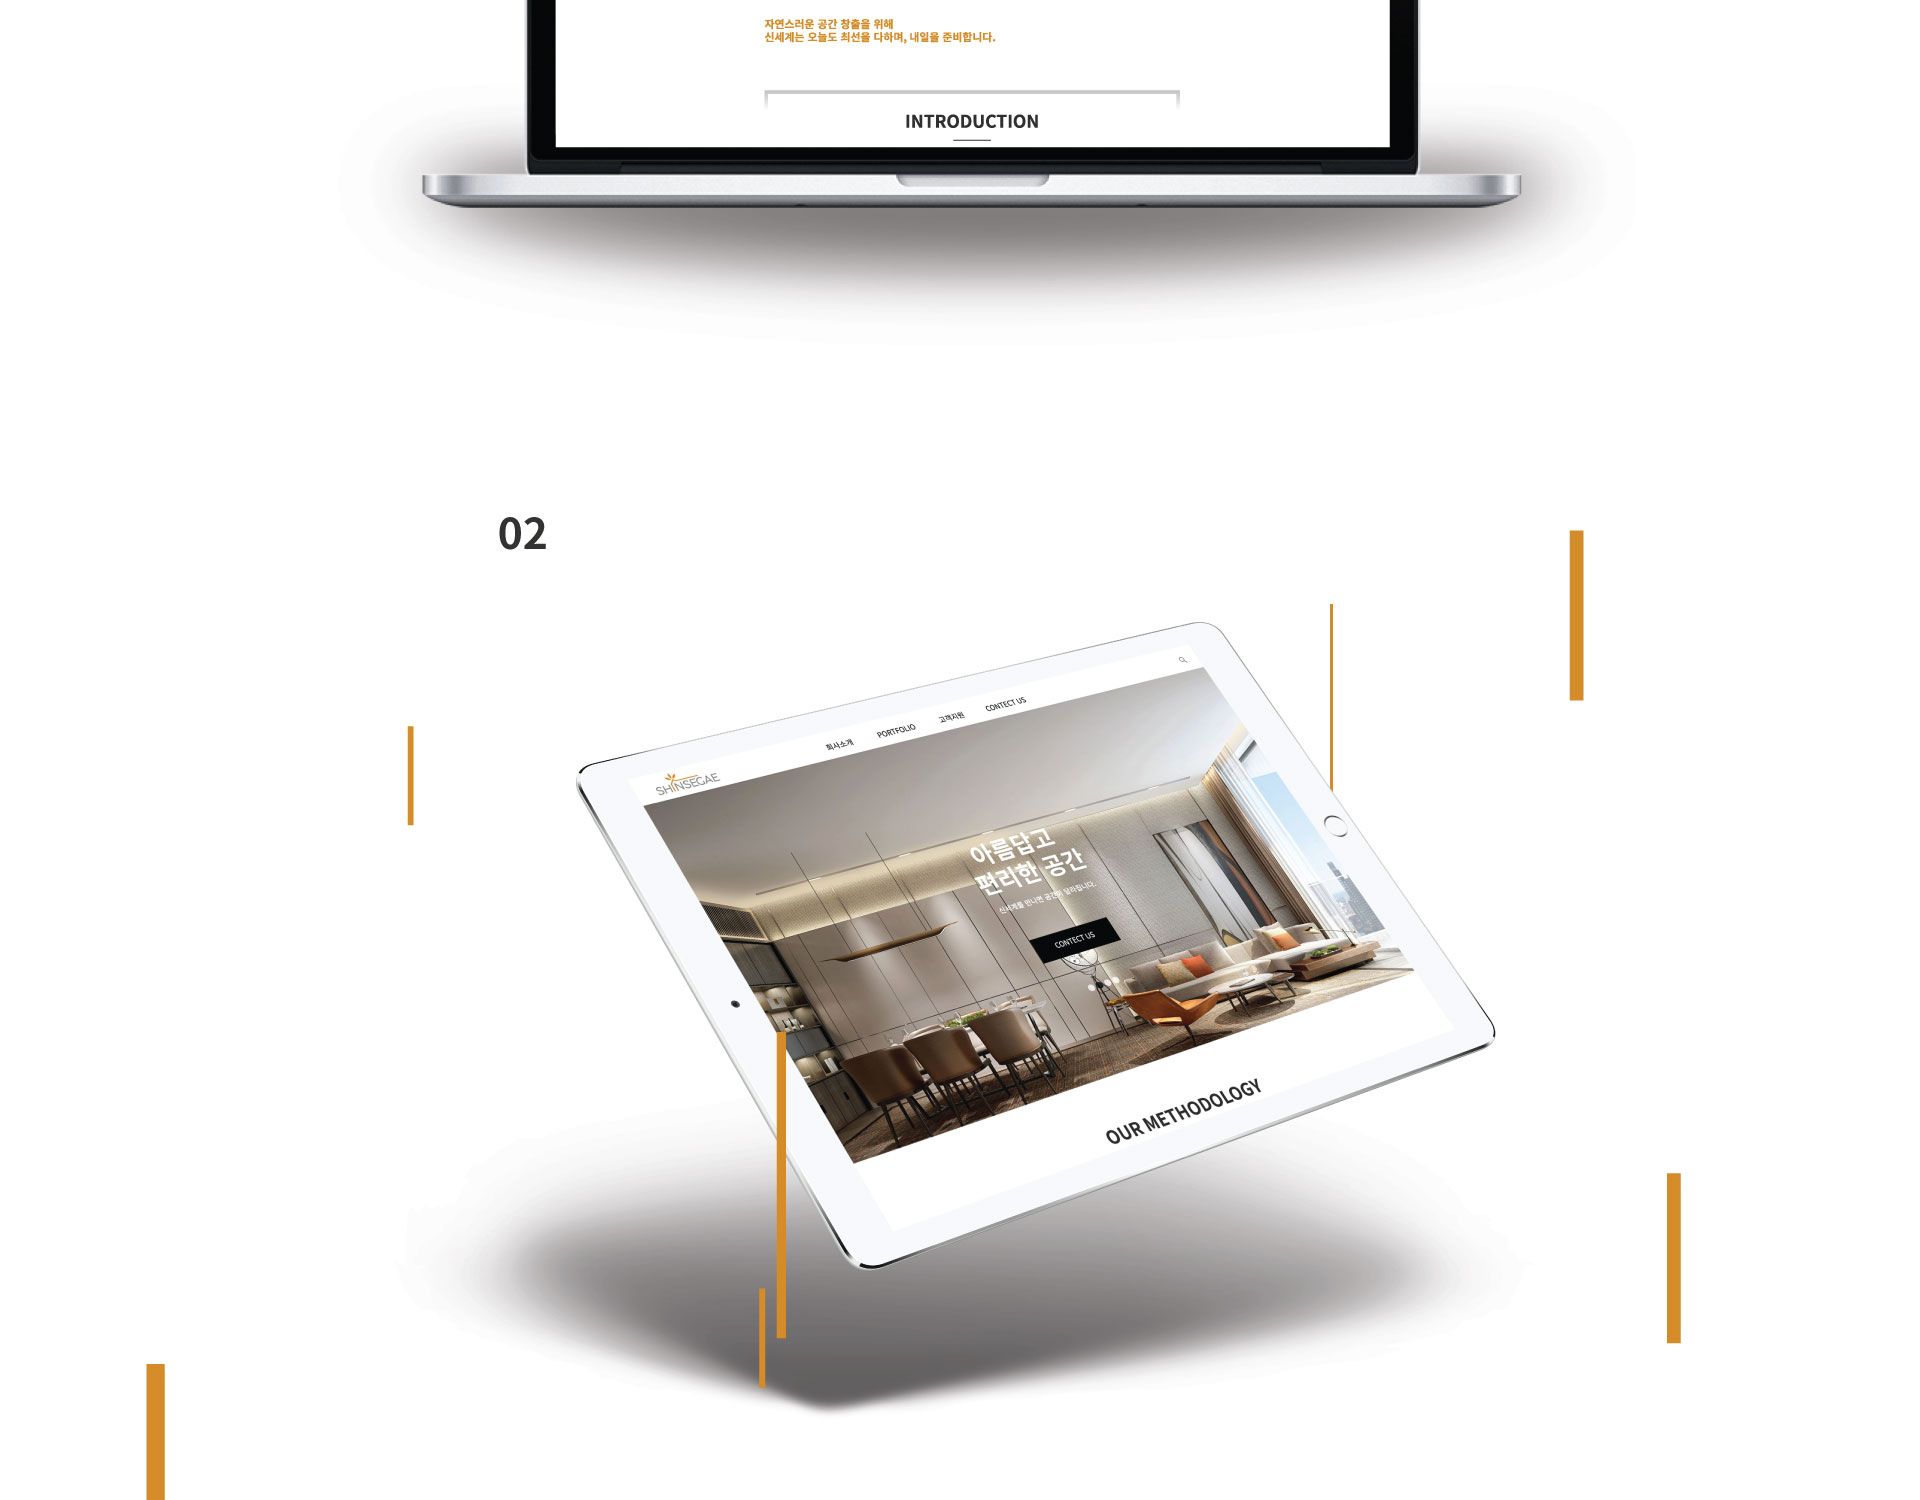 자연스러운 공간 창출을 위해
신세계는 오늘도 최선을 다하며, 내일을 준비합니다.
INTRODUCTION
02
회사소개 PORTFOLIO 고객지원 CONTECT US
SHINSEGAE
아름답고
편리한 공간
신세계를 만나면 공간이 달라집니다.
CONTECT US
OUR METHODOLOGY